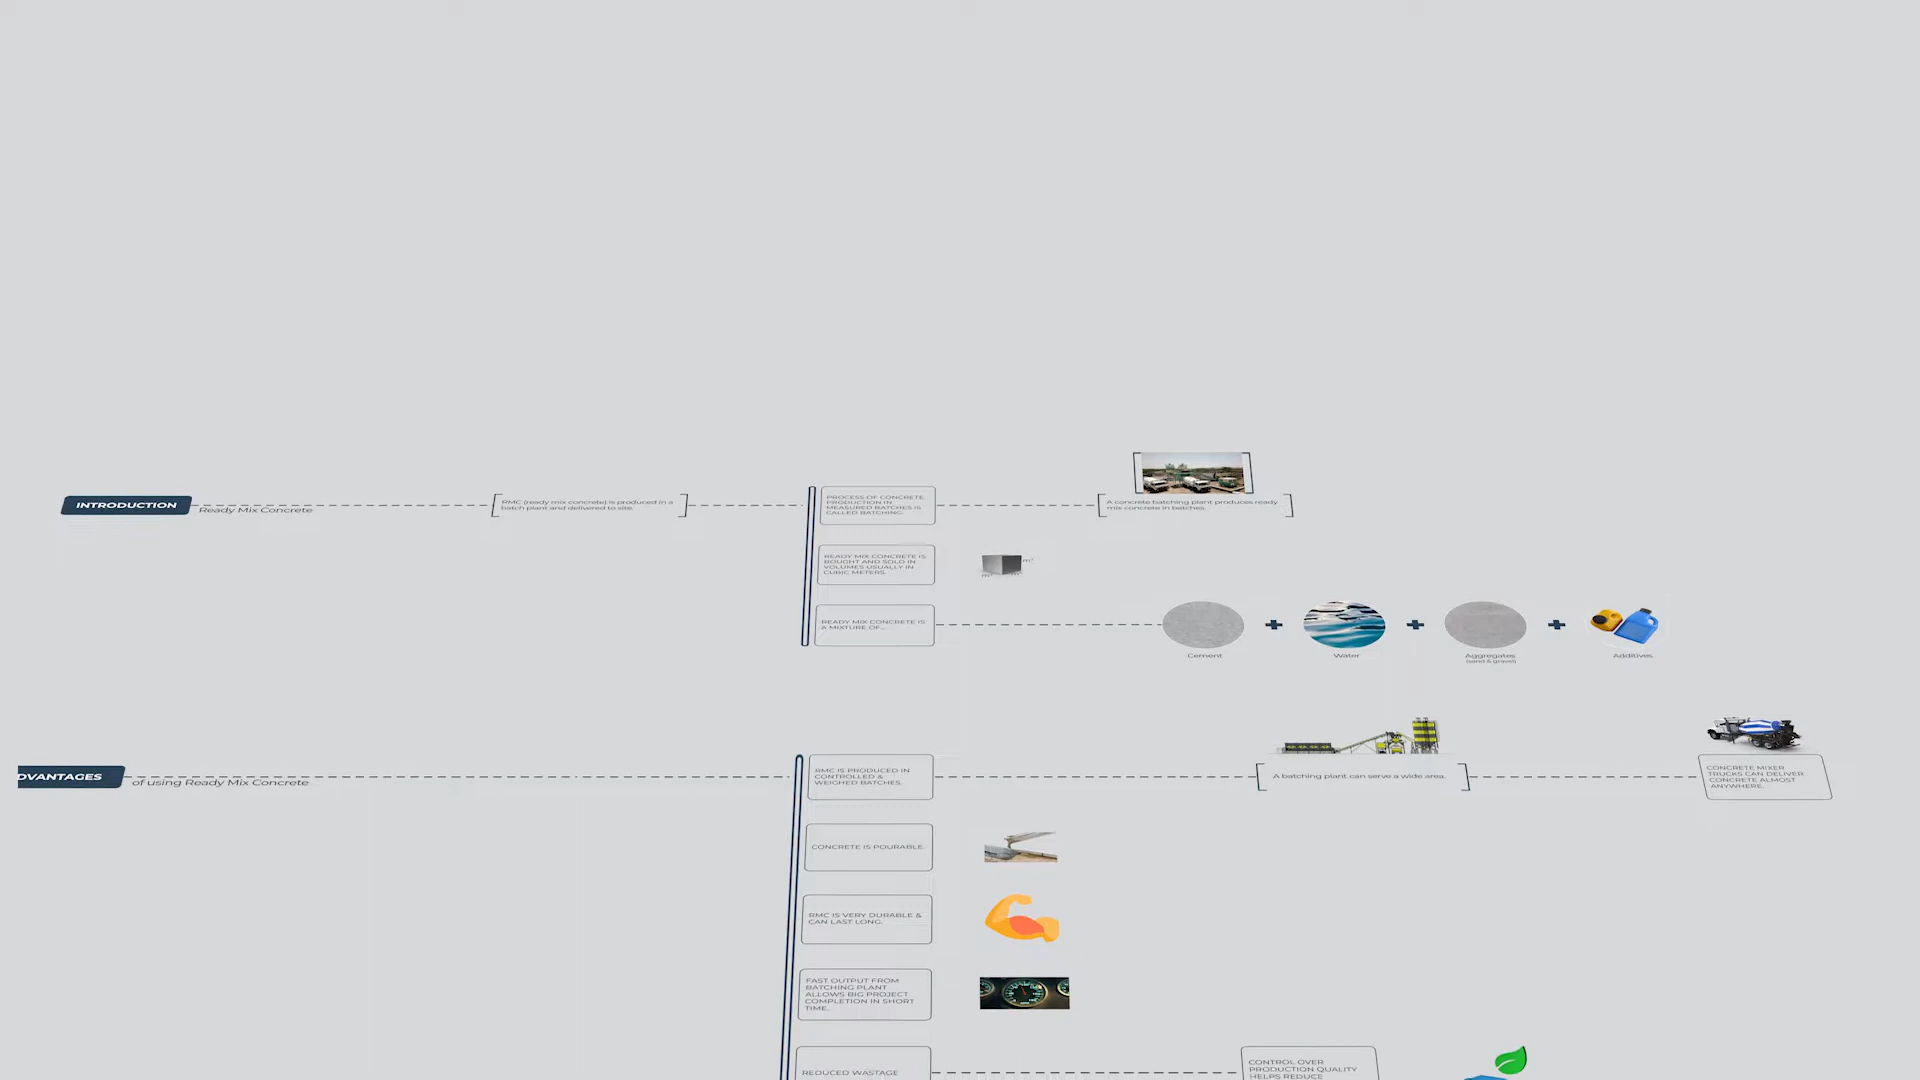 INTRODUCTION
Ready Mix Concrete
RMC (ready mix concrete) is produced in a
batch plant and delivered to site.
PROCESS OF CONCRETE
PRODUCTION IN
MEASURED BATCHES IS
CALLED BATCHING.
A concrete batching plant produces ready
mix concrete in batches.
READY MIX CONCRETE IS
BOUGHT AND SOLD IN
VOLUMES USUALLY IN
CUBIC METERS.
READY MIX CONCRETE IS
A MIXTURE OF...
Cement
Water
Aggregates
(sand & gravel)
Additives
DVANTAGES
of using Ready Mix Concrete
RMC IS PRODUCED IN
CONTROLLED &
WEIGHED BATCHES.
A batching plant can serve a wide area.
CONCRETE MIXER
TRUCKS CAN DELIVER
CONCRETE ALMOST
ANYWHERE.
CONCRETE IS POURABLE.
RMC IS VERY DURABLE &
CAN LAST LONG.
FAST OUTPUT FROM
BATCHING PLANT
ALLOWS BIG PROJECT
COMPLETION IN SHORT
TIME.
REDUCED WASTAGE
CONTROL OVER
PRODUCTION QUALITY
HELPS REDUCE